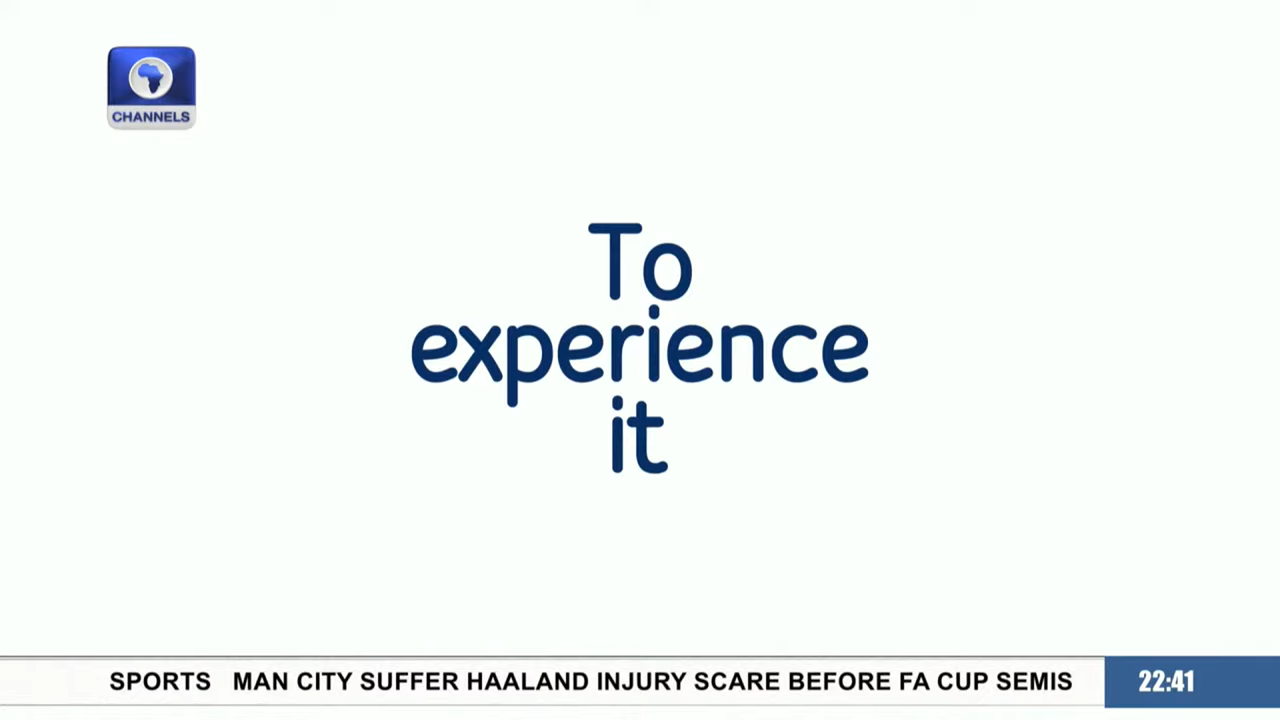 CHANNELS
To
experience
it
SPORTS MAN CITY SUFFER HAALAND INJURY SCARE BEFORE FA CUP SEMIS
22:41